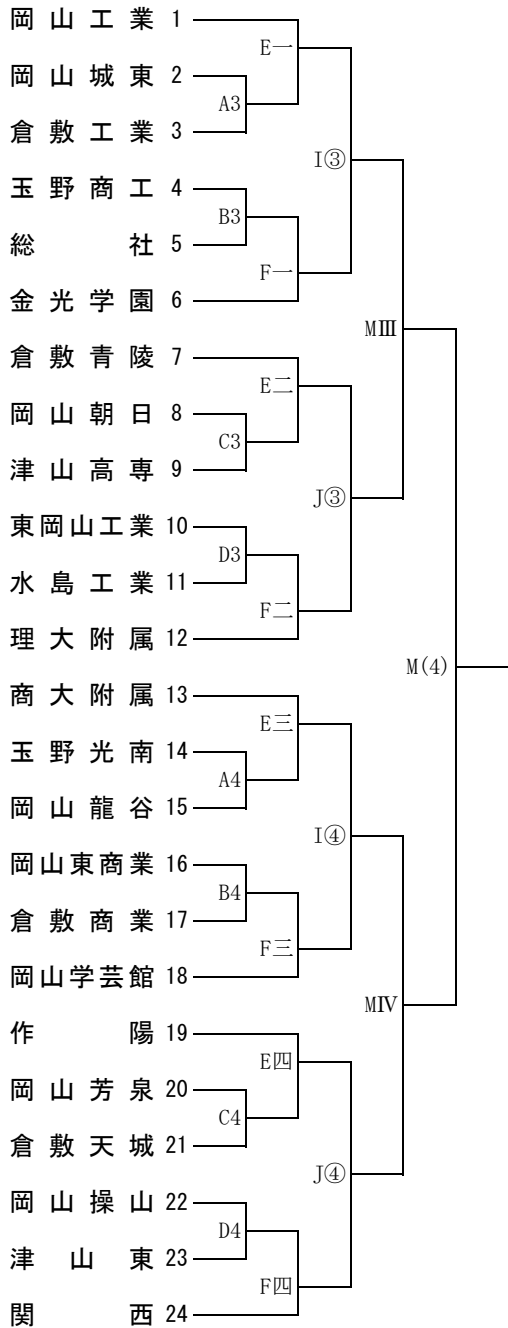 岡山工業 1
E一
岡山城東 2
A3
倉敷工業 3
I③
玉野商工 4
B3
総社 5
F一
金光学園 6
MⅢ
倉敷青陵 7
E二
岡山朝日 8
C3
津山高専 9
J③
東岡山工業 10
D3
水島工業 11
F二
理大附属 12
M(4)
商大附属 13
E三
玉野光南 14
A4
岡山龍谷 15
I④
岡山東商業 16
B4
倉敷商業 17
F三
岡山学芸館 18
MⅣ
作陽 19
E四
岡山芳泉 20
C4
倉敷天城 21
J④
岡山操山 22
D4
津山東 23
F四
関西 24